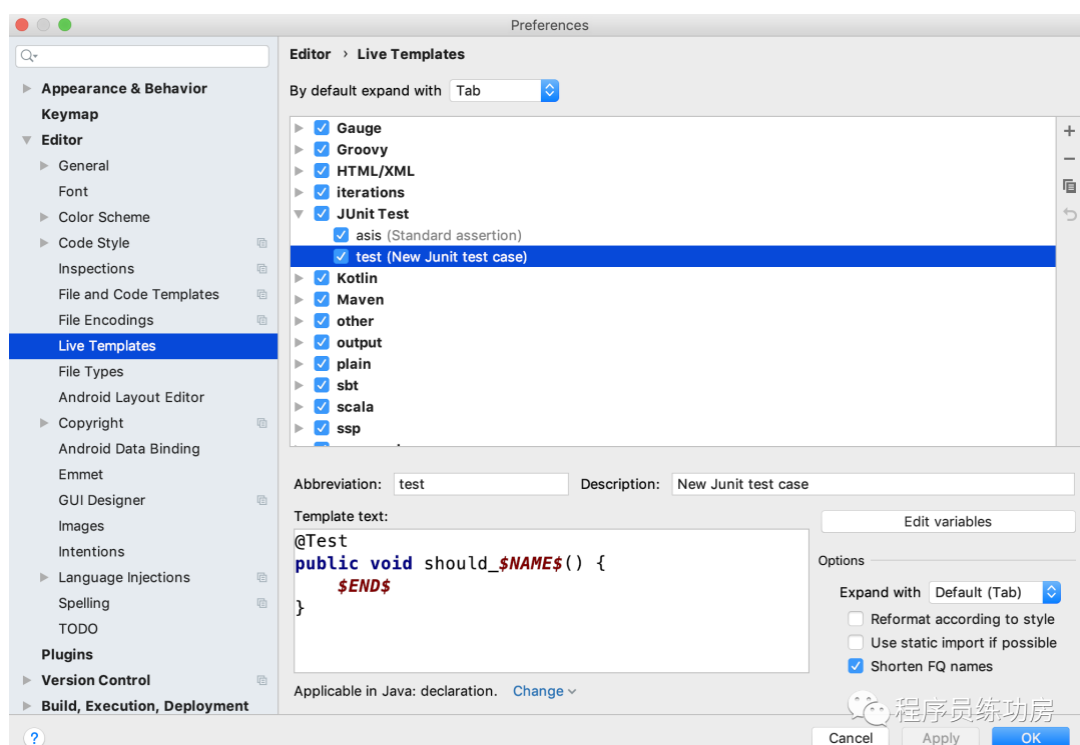 Preferences
Appearance & Behavior
Keymap
Editor
General
Font
Color Scheme
Code Style
Inspections
File and Code Templates
File Encodings
Live Templates
File Types
Android Layout Editor
Copyright
Android Data Binding
Emmet
GUI Designer
Images
Intentions
Language Injections
Spelling
TODO
Plugins
Version Control
Build, Execution, Deployment
?
Editor › Live Templates
By default expand with Tab
Gauge
Groovy
HTML/XML
iterations
JUnit Test
asis (Standard assertion)
test (New Junit test case)
Kotlin
Maven
other
output
plain
sbt
scala
ssp
Abbreviation: test Description: New Junit test case
Template text:
@Test
public void should_$NAME$() {
$END$
}
Edit variables
Options
Expand with Default (Tab)
Reformat according to style
Use static import if possible
Shorten FQ names
Applicable in Java: declaration. Change
程序员练功房
Cancel Apply OK